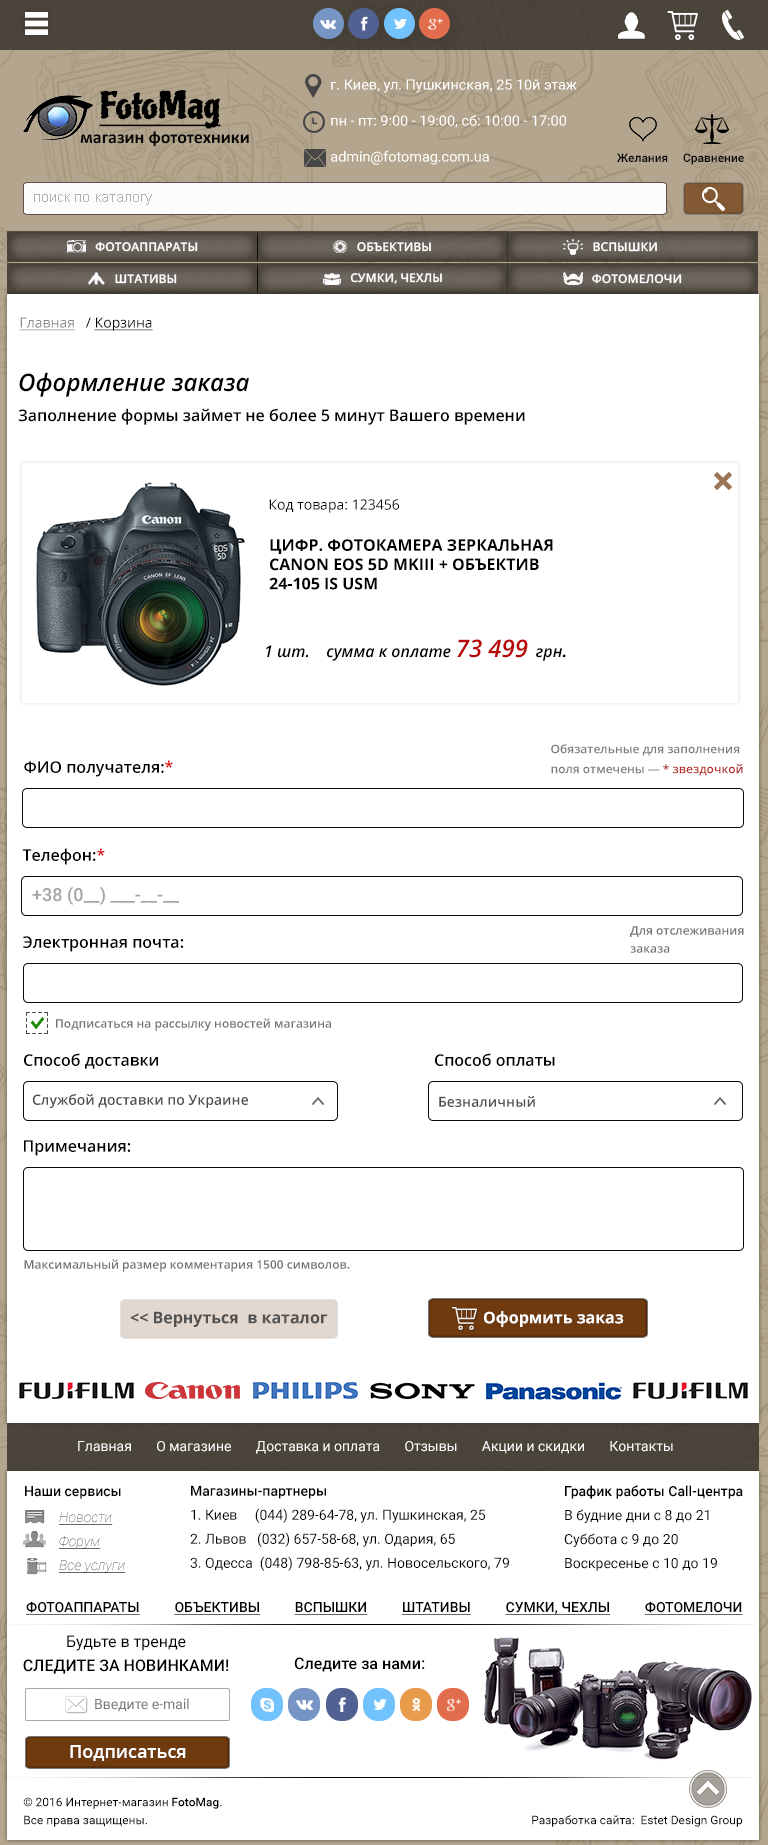 FotoMag
магазин фототехники
г. Киев, ул. Пушкинская, 25 10й этаж
пн - пт: 9:00 - 19:00, сб: 10:00 - 17:00
admin@fotomag.com.ua
Желания Сравнение
поиск по каталогу
ФОТОАППАРАТЫ ОБЪЕКТИВЫ ВСПЫШКИ
ШТАТИВЫ СУМКИ, ЧЕХЛЫ ФОТОМЕЛОЧИ
Главная / Корзина
Оформление заказа
Заполнение формы займет не более 5 минут Вашего времени
Canon
EOS
5D
CANON EF LENS
Код товара: 123456
ЦИФР. ФОТОКАМЕРА ЗЕРКАЛЬНАЯ
CANON EOS 5D MKIII + ОБЪЕКТИВ
24-105 IS USM
1 шт. сумма к оплате 73 499 грн.
Обязательные для заполнения
поля отмечены — * звездочкой
ФИО получателя:*
Телефон:*
+38 (0__) ___-__-__
Электронная почта:
Для отслеживания
заказа
Подписаться на рассылку новостей магазина
Способ доставки Способ оплаты
Службой доставки по Украине Безналичный
Примечания:
Максимальный размер комментария 1500 символов.
<< Вернуться в каталог Оформить заказ
FUJIFILM Canon PHILIPS SONY Panasonic FUJIFILM
Главная О магазине Доставка и оплата Отзывы Акции и скидки Контакты
Наши сервисы
Новости
Форум
Все услуги
Магазины-партнеры
1. Киев (044) 289-64-78, ул. Пушкинская, 25
2. Львов (032) 657-58-68, ул. Одария, 65
3. Одесса (048) 798-85-63, ул. Новосельского, 79
График работы Call-центра
В будние дни с 8 до 21
Суббота с 9 до 20
Воскресенье с 10 до 19
ФОТОАППАРАТЫ ОБЪЕКТИВЫ ВСПЫШКИ ШТАТИВЫ СУМКИ, ЧЕХЛЫ ФОТОМЕЛОЧИ
Будьте в тренде
СЛЕДИТЕ ЗА НОВИНКАМИ!
Введите e-mail
Подписаться
Следите за нами:
© 2016 Интернет-магазин FotoMag.
Все права защищены.
Разработка сайта: Estet Design Group